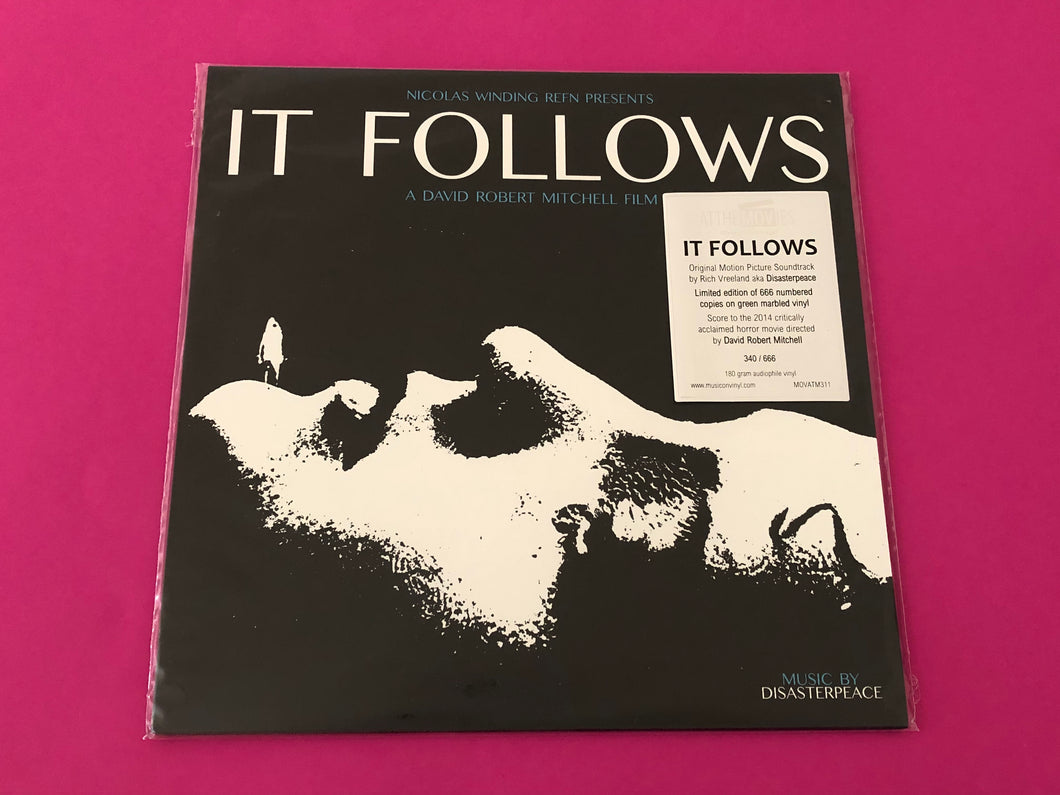 NICOLAS WINDING REFN PRESENTS
IT FOLLOWS
A DAVID ROBERT MITCHELL FILM
ATTHEMOVIES
IT FOLLOWS
Original Motion Picture Soundtrack
by Rich Vreeland aka Disasterpeace
Limited edition of 666 numbered
copies on green marbled vinyl
Score to the 2014 critically
acclaimed horror movie directed
by David Robert Mitchell
340 / 666
180 gram audiophile vinyl
www.musiconvinyl.com MOVATM311
MUSIC BY
DISASTERPEACE